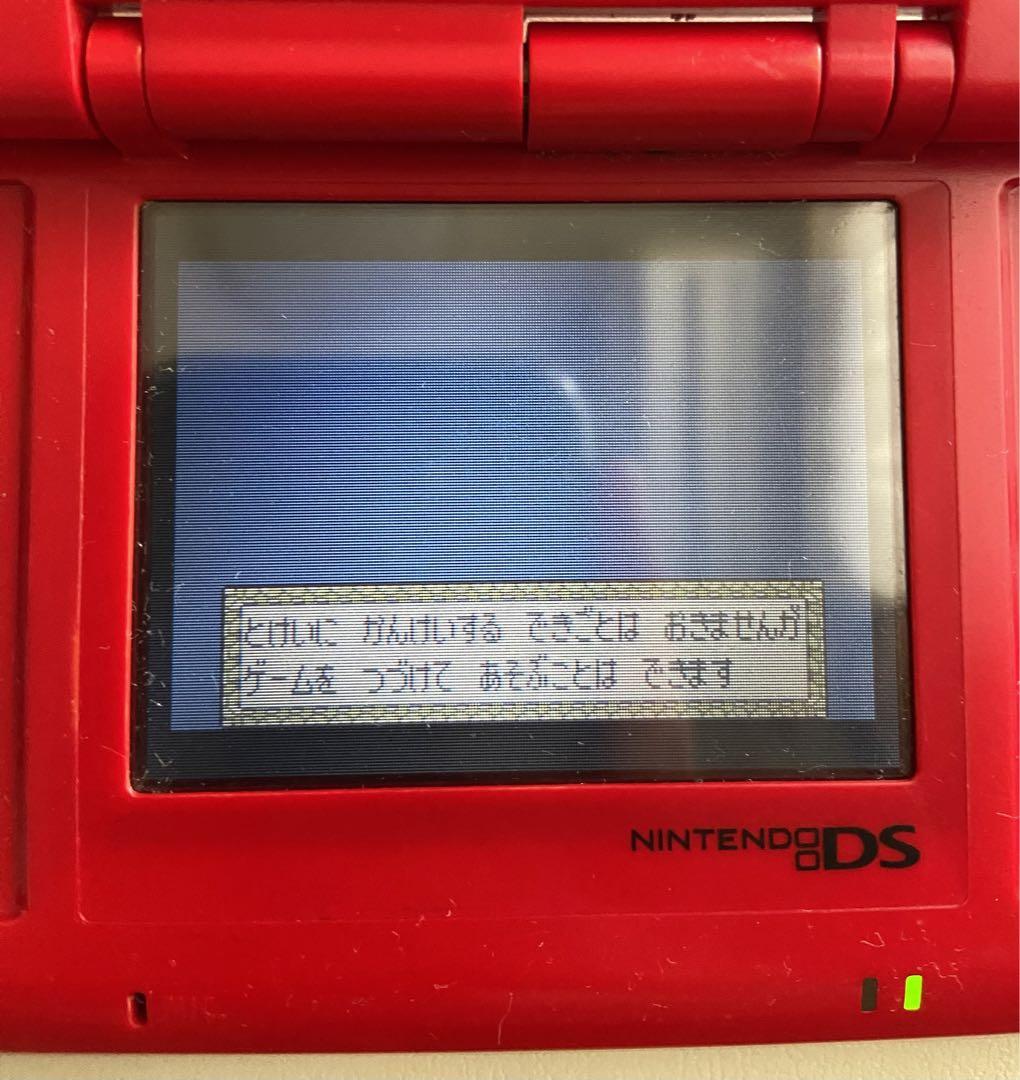 とけいに かんけいする できごとは おきませんが
ゲームを つづけて あそぶことは できます
NINTENDO DS